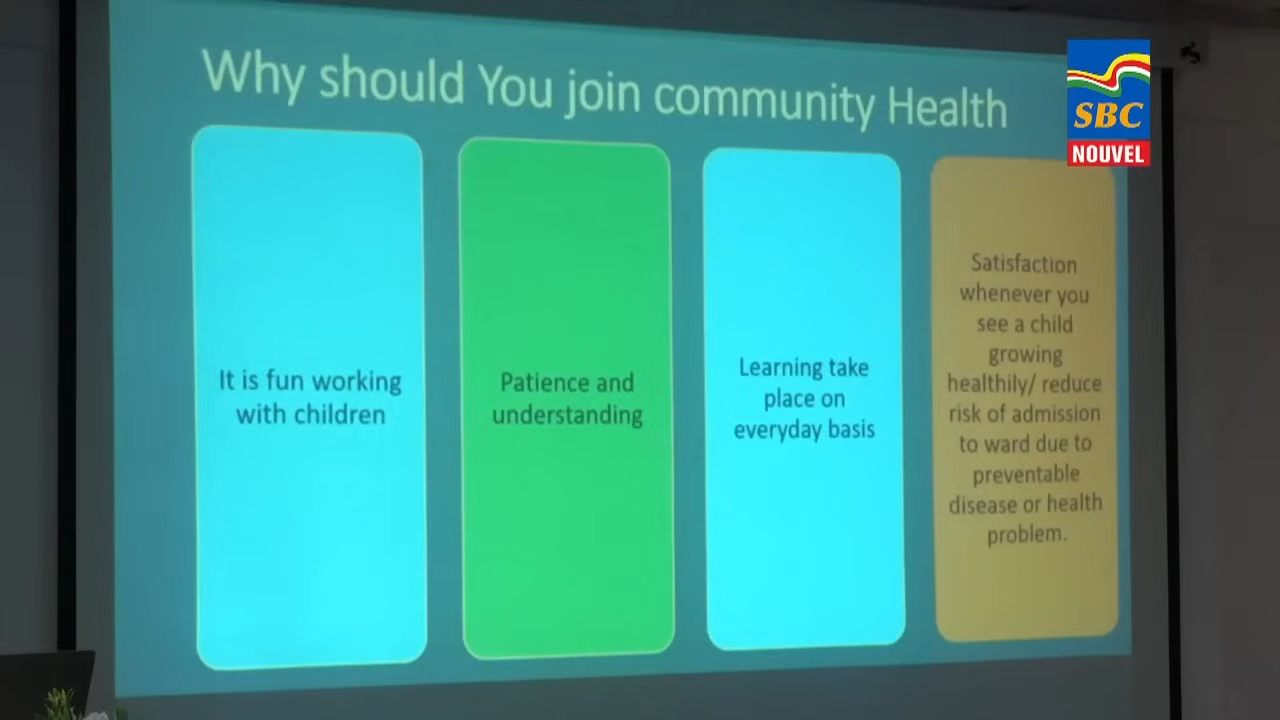 Why should You join community Health
It is fun working
with children
Patience and
understanding
Learning take
place on
everyday basis
Satisfaction
whenever you
see a child
growing
healthily/ reduce
risk of admission
to ward due to
preventable
disease or health
problem.
SBC
NOUVEL